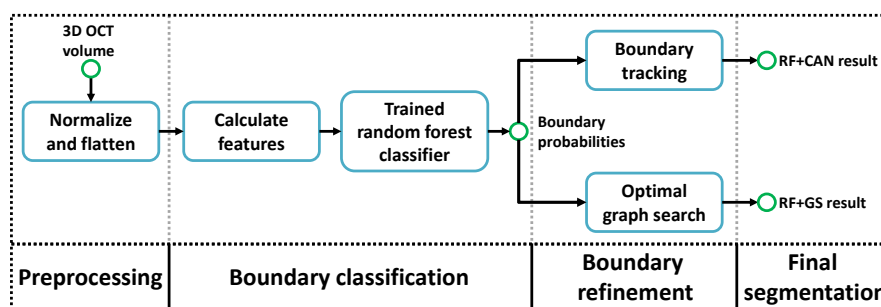 3D OCT
volume
Normalize
and flatten
Calculate
features
Trained
random forest
classifier
Boundary
probabilities
Boundary
tracking
RF+CAN result
Optimal
graph search
RF+GS result
Preprocessing
Boundary classification
Boundary
refinement
Final
segmentation